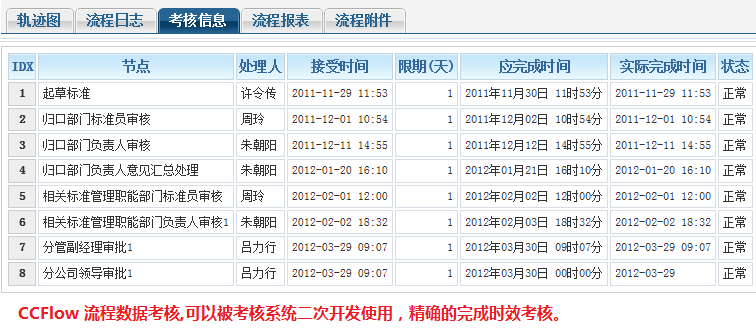 轨迹图 流程日志 考核信息 流程报表 流程附件
IDX 节点 处理人 接受时间 限期(天) 应完成时间 实际完成时间 状态
1 起草标准 许令传 2011-11-29 11:53 1 2011年11月30日 11时53分 2011-11-29 11:53 正常
2 归口部门标准员审核 周玲 2011-12-01 10:54 1 2011年12月02日 10时54分 2011-12-01 10:54 正常
3 归口部门负责人审核 朱朝阳 2011-12-11 14:55 1 2011年12月12日 14时55分 2011-12-11 14:55 正常
4 归口部门负责人意见汇总处理 朱朝阳 2012-01-20 16:10 1 2012年01月21日 16时10分 2012-01-20 16:10 正常
5 相关标准管理职能部门标准员审核 周玲 2012-02-01 12:00 1 2012年02月02日 12时00分 2012-02-01 12:00 正常
6 相关标准管理职能部门负责人审核1 朱朝阳 2012-02-02 18:32 1 2012年02月03日 18时32分 2012-02-02 18:32 正常
7 分管副经理审批1 吕力行 2012-03-29 09:07 1 2012年03月30日 09时07分 2012-03-29 09:07 正常
8 分公司领导审批1 吕力行 2012-03-29 09:07 1 2012年03月30日 00时00分 2012-03-29 正常
CCFlow 流程数据考核,可以被考核系统二次开发使用，精确的完成时效考核。